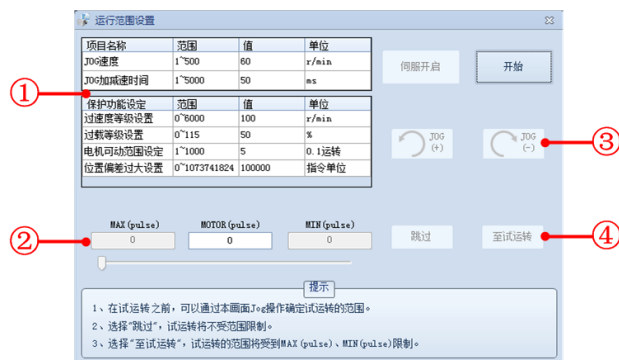 运行范围设置
项目名称 范围 值 单位
JOG速度 1~500 60 r/min
JOG加减速时间 1~5000 50 ms
伺服开启
开始
①
保护功能设定 范围 值 单位
过速度等级设置 0~6000 100 r/min
过载等级设置 0~115 50 %
电机可动范围设定 1~1000 5 0.1运转
位置偏差过大设置 0~1073741824 100000 指令单位
JOG
(+)
JOG
(-)
③
MAX(pulse) MOTOR(pulse) MIN(pulse)
② 0 0 0
跳过
至试运转
④
提示
1、在试运转之前，可以通过本画面Jog操作确定试运转的范围。
2、选择“跳过”，试运转将不受范围限制。
3、选择“至试运转”，试运转的范围将受到MAX(pulse)、MIN(pulse)限制。